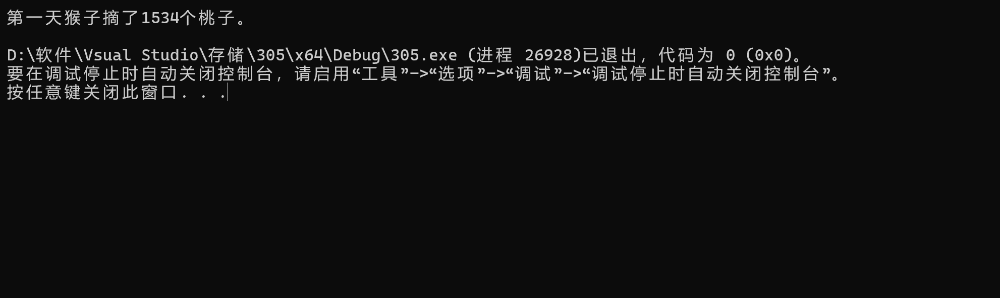 第一天猴子摘了1534个桃子。
D:\软件\Vsual Studio\存储\305\x64\Debug\305.exe (进程 26928)已退出，代码为 0 (0x0)。
要在调试停止时自动关闭控制台，请启用“工具”->“选项”->“调试”->“调试停止时自动关闭控制台”。
按任意键关闭此窗口. . .